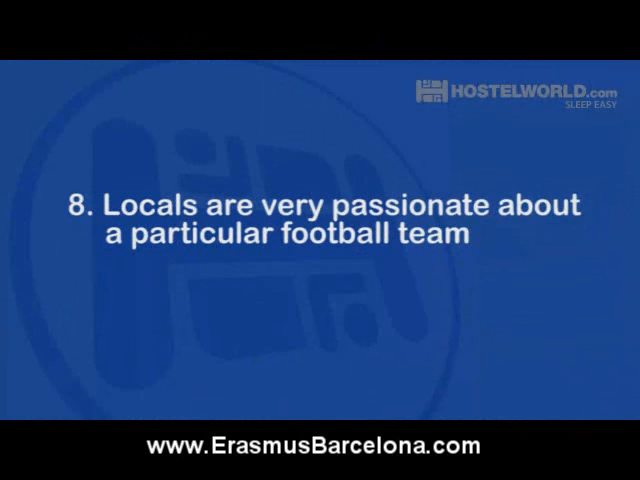 HOSTELWORLD.com
SLEEP EASY
8. Locals are very passionate about
a particular football team
www.ErasmusBarcelona.com